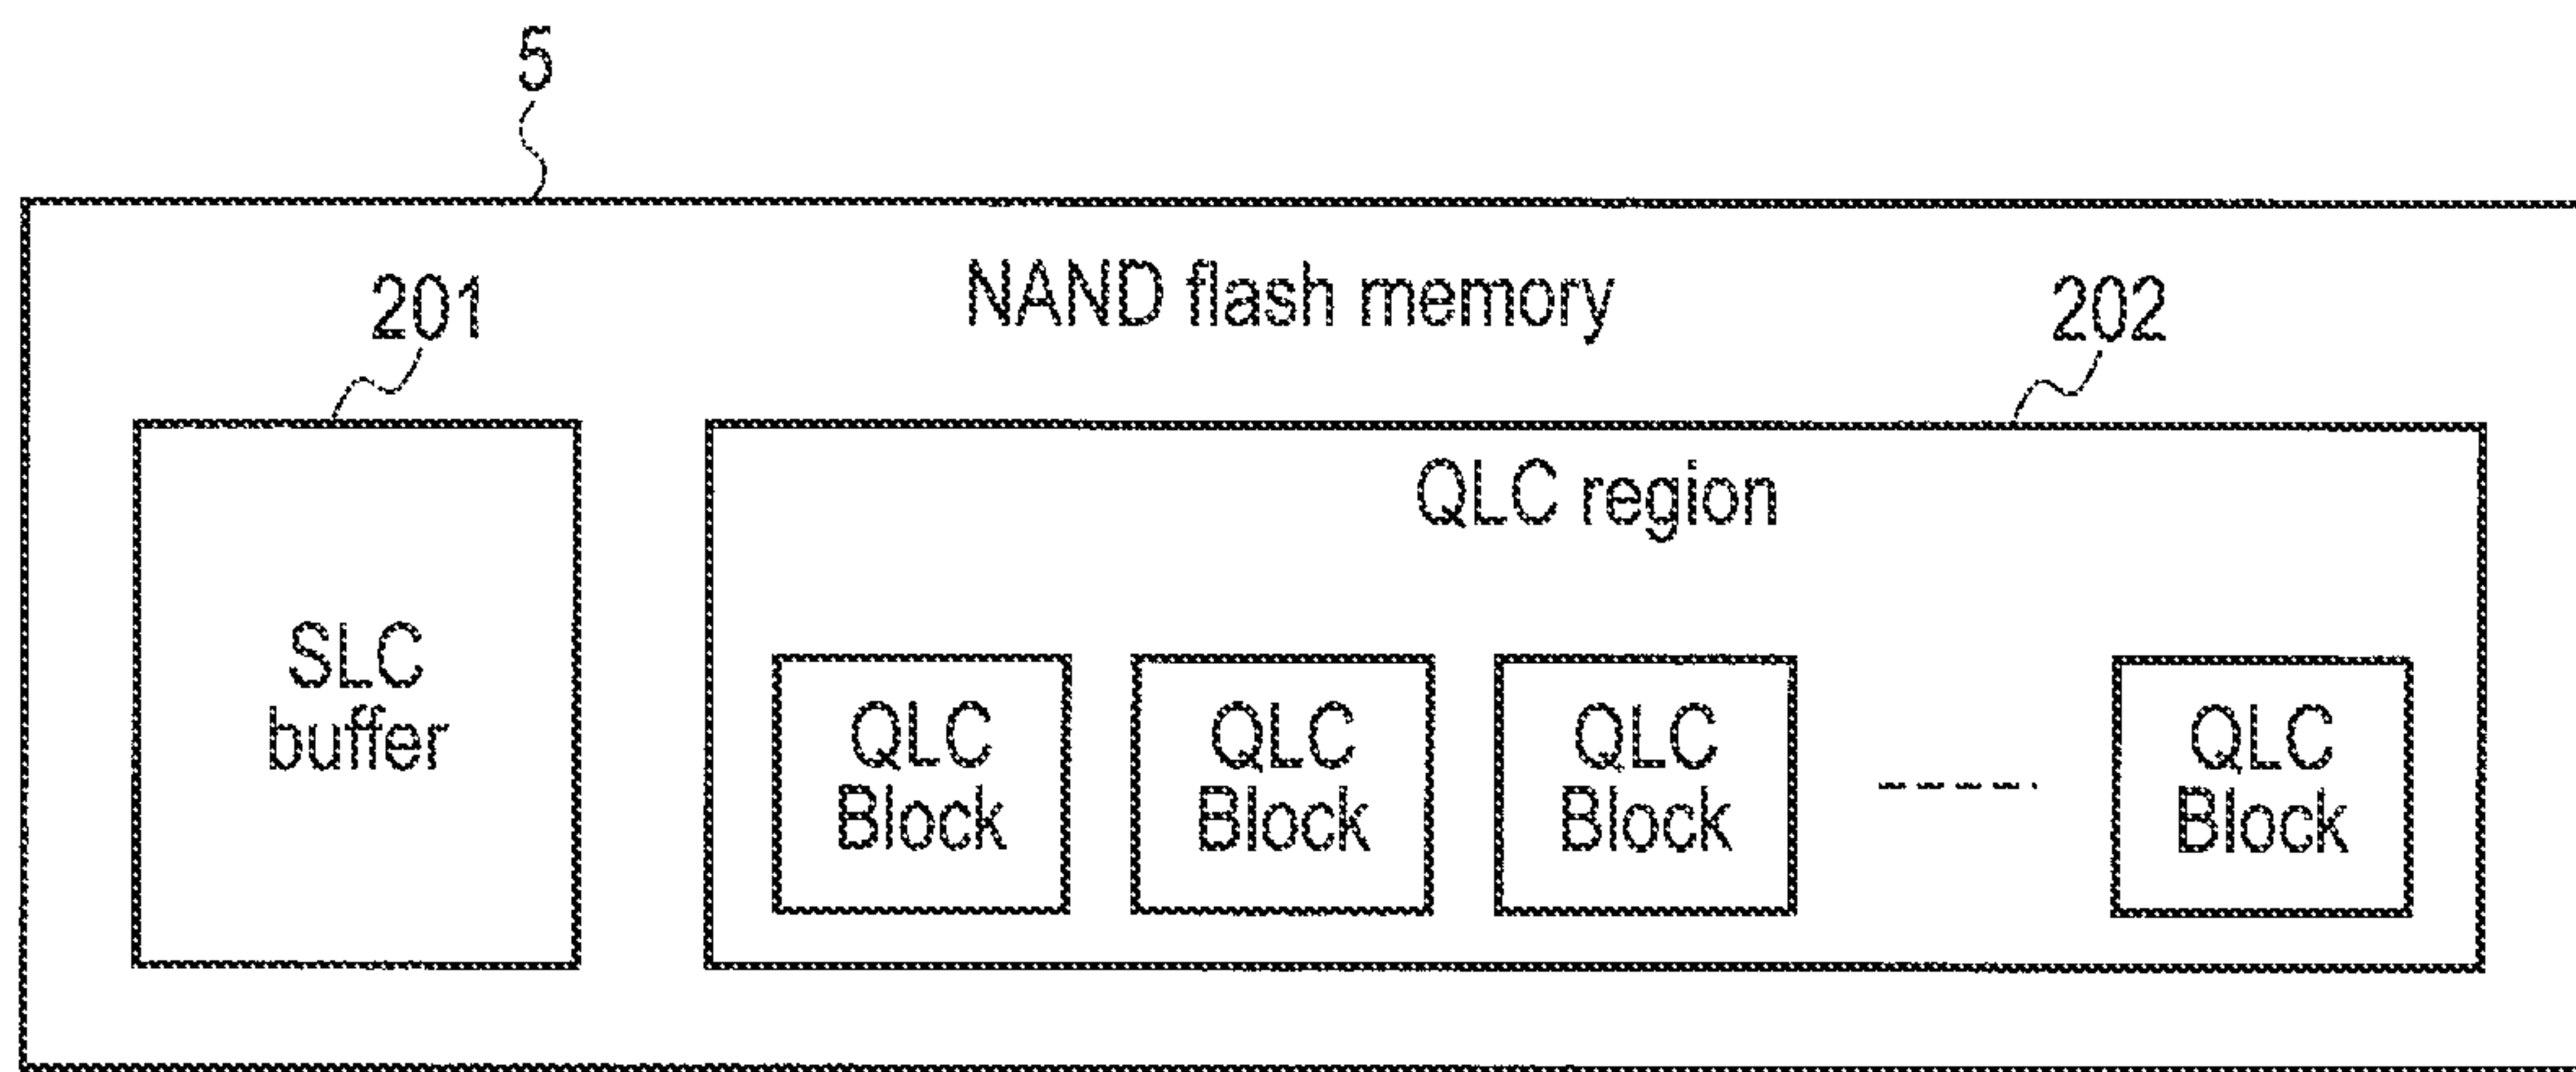 5
NAND flash memory
201
202
SLC
buffer
QLC region
QLC
Block
QLC
Block
QLC
Block
QLC
Block